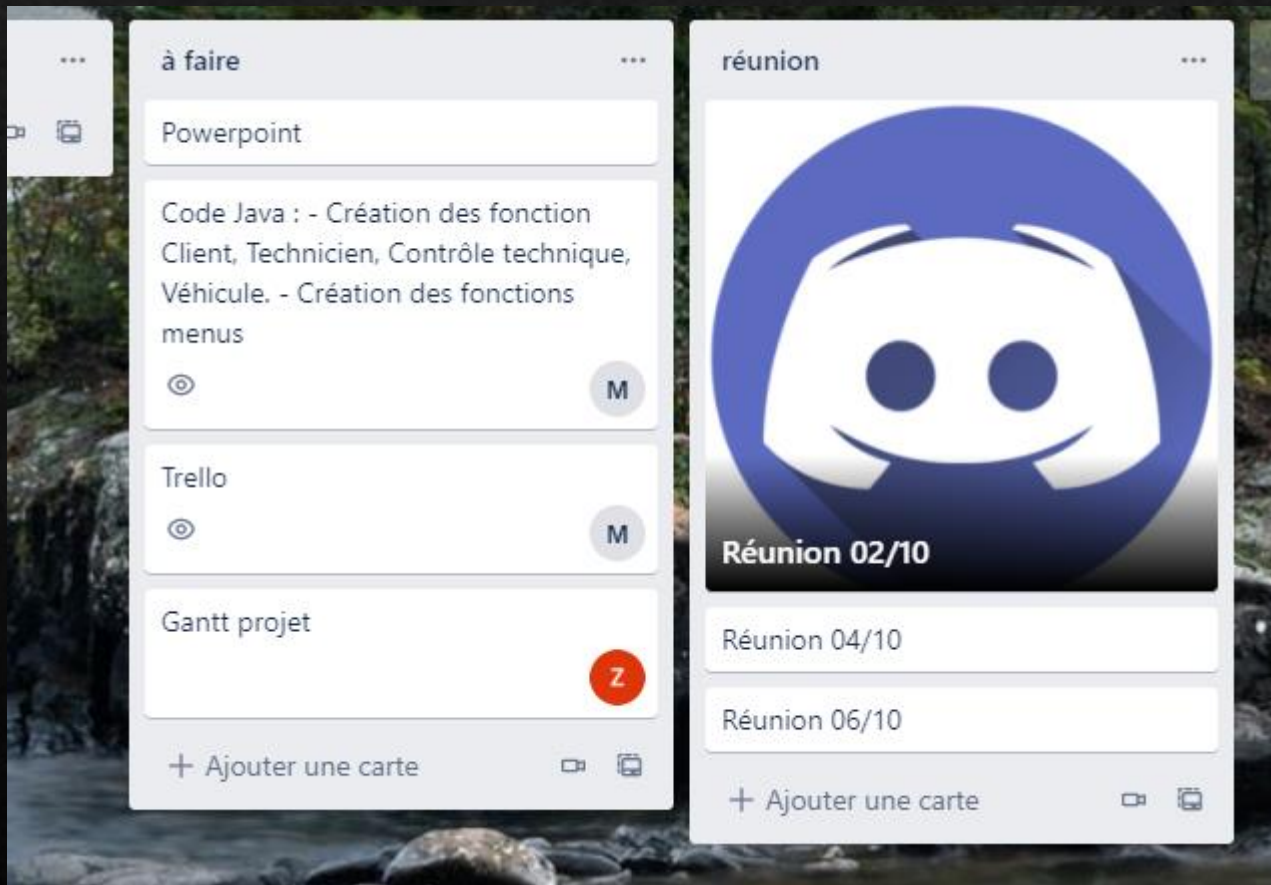 à faire
Powerpoint
Code Java : - Création des fonction
Client, Technicien, Contrôle technique,
Véhicule. - Création des fonctions
menus
M
Trello
M
Gantt projet
Z
+ Ajouter une carte
réunion
Réunion 02/10
Réunion 04/10
Réunion 06/10
+ Ajouter une carte